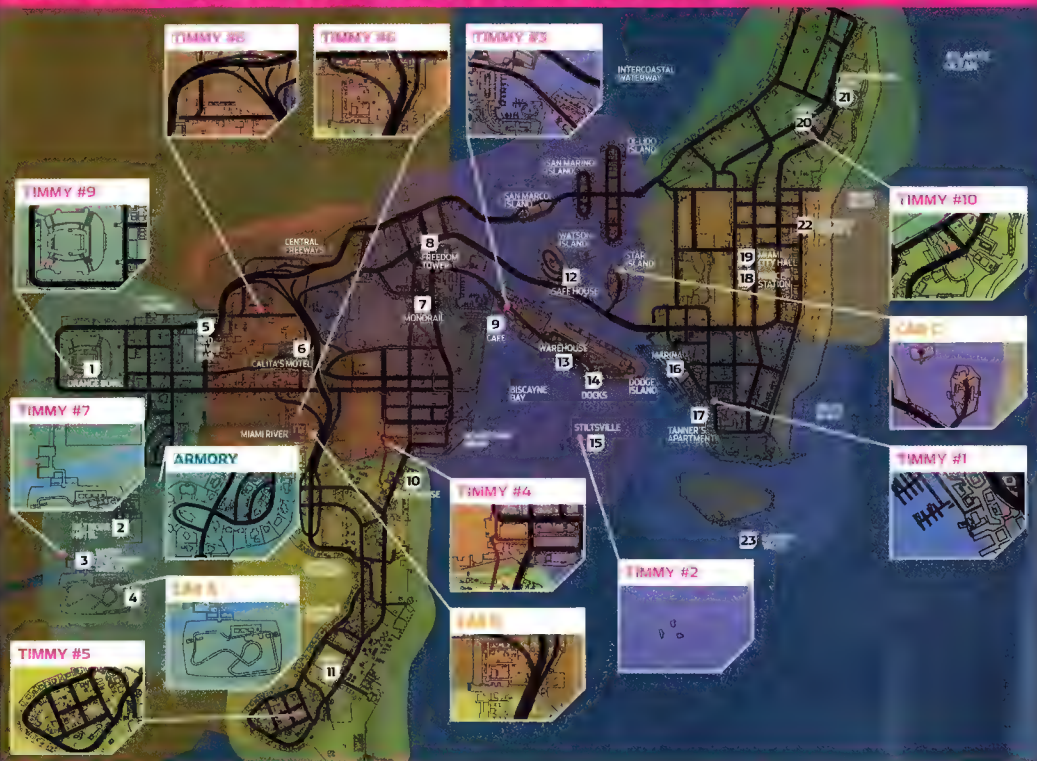 TIMMY #8
TIMMY #6
TIMMY #3
INTERCOASTAL
WATERWAY
ATLANTIC
OCEAN
21
20
SAN MARINO
ISLAND
DI LIDO
ISLAND
TIMMY #9
SAN MARCO
ISLAND
TIMMY #10
22
WATSON
ISLAND
CENTRAL
FREEWAYS
8
FREEDOM
TOWER
STAR
ISLAND
19
MIAMI
CITY HALL
12
SAFE HOUSE
18
STATION
7
MONORAIL
5
9
CAFE
CAR C
6
CALITA'S MOTEL
WAREHOUSE
13
MARINA
16
1
ORANGE BOWL
14
DOCKS
DODGE
ISLAND
BISCAYNE
BAY
TIMMY #7
17
TANNER'S
APARTMENT
MIAMI RIVER
STILTSVILLE
15
ARMORY
TIMMY #1
10
TIMMY #4
2
23
3
TIMMY #2
4
CAR A
CAR B
TIMMY #5
11